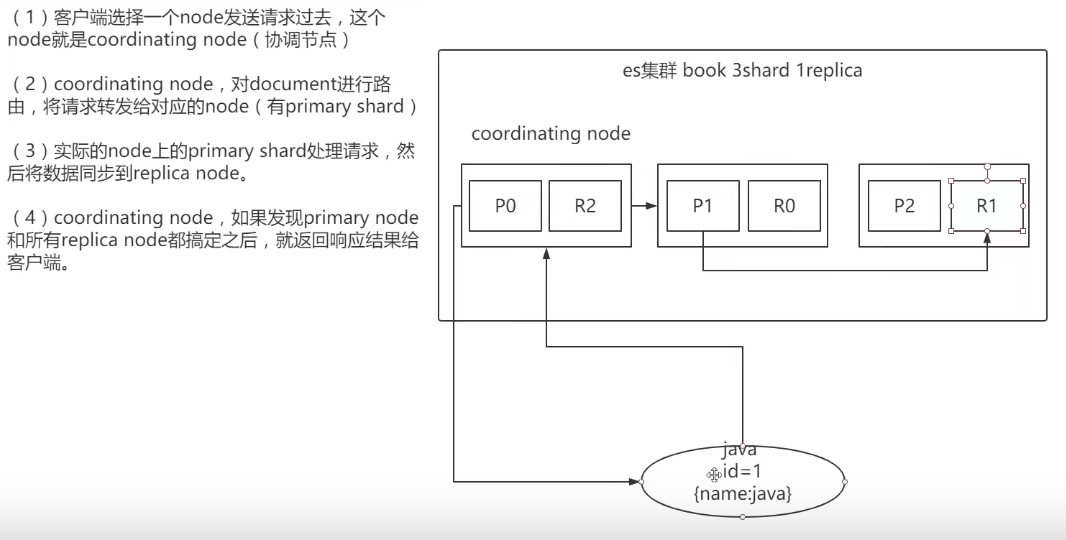 （1）客户端选择一个node发送请求过去，这个
node就是coordinating node（协调节点）
（2）coordinating node，对document进行路
由，将请求转发给对应的node（有primary shard）
（3）实际的node上的primary shard处理请求，然
后将数据同步到replica node。
（4）coordinating node，如果发现primary node
和所有replica node都搞定之后，就返回响应结果给
客户端。
es集群 book 3shard 1replica
coordinating node
P0 R2 P1 R0 P2 R1
java
id=1
{name:java}